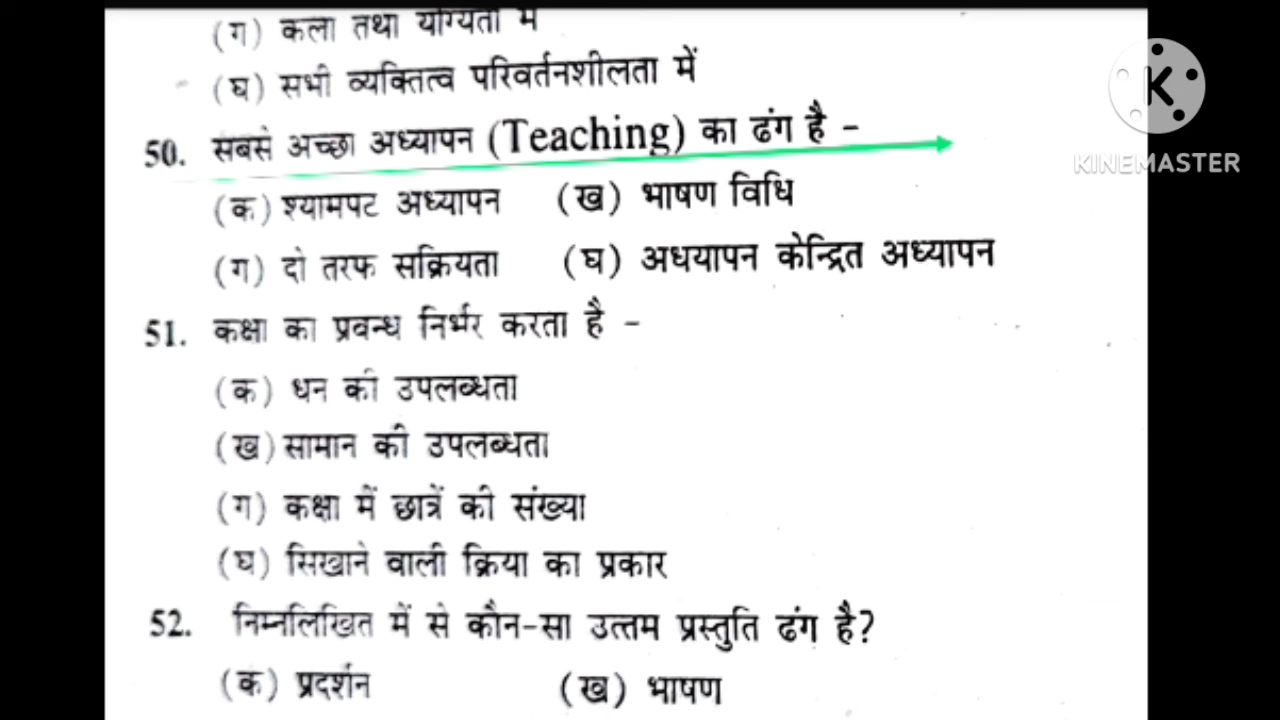 (ग) कला तथा योग्यता में
(घ) सभी व्यक्तित्व परिवर्तनशीलता में
50. सबसे अच्छा अध्यापन (Teaching) का ढंग है -
(क) श्यामपट अध्यापन (ख) भाषण विधि
(ग) दो तरफ सक्रियता (घ) अधयापन केन्द्रित अध्यापन
51. कक्षा का प्रबन्ध निर्भर करता है -
(क) धन की उपलब्धता
(ख) सामान की उपलब्धता
(ग) कक्षा में छात्रें की संख्या
(घ) सिखाने वाली क्रिया का प्रकार
52. निम्नलिखित में से कौन-सा उत्तम प्रस्तुति ढंग है?
(क) प्रदर्शन (ख) भाषण
K
KINEMASTER